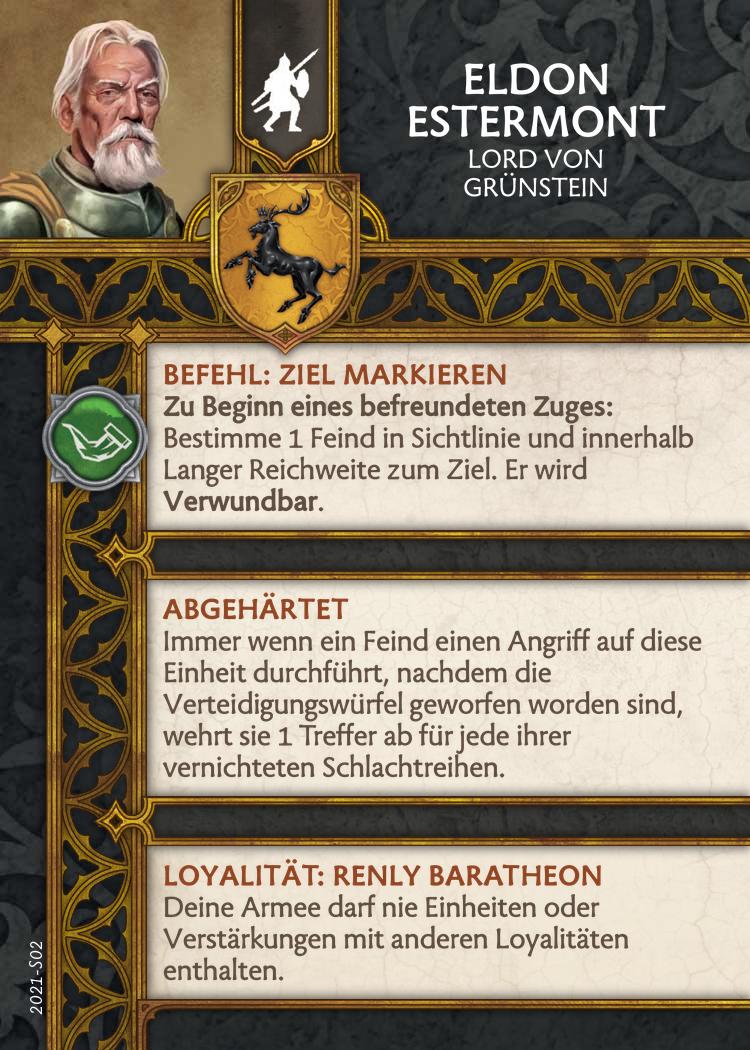 ELDON
ESTERMONT
LORD VON
GRÜNSTEIN
BEFEHL: ZIEL MARKIEREN
Zu Beginn eines befreundeten Zuges:
Bestimme 1 Feind in Sichtlinie und innerhalb
Langer Reichweite zum Ziel. Er wird
Verwundbar.
ABGEHÄRTET
Immer wenn ein Feind einen Angriff auf diese
Einheit durchführt, nachdem die
Verteidigungswürfel geworfen worden sind,
wehrt sie 1 Treffer ab für jede ihrer
vernichteten Schlachtreihen.
LOYALITÄT: RENLY BARATHEON
Deine Armee darf nie Einheiten oder
Verstärkungen mit anderen Loyalitäten
enthalten.
2021-S02